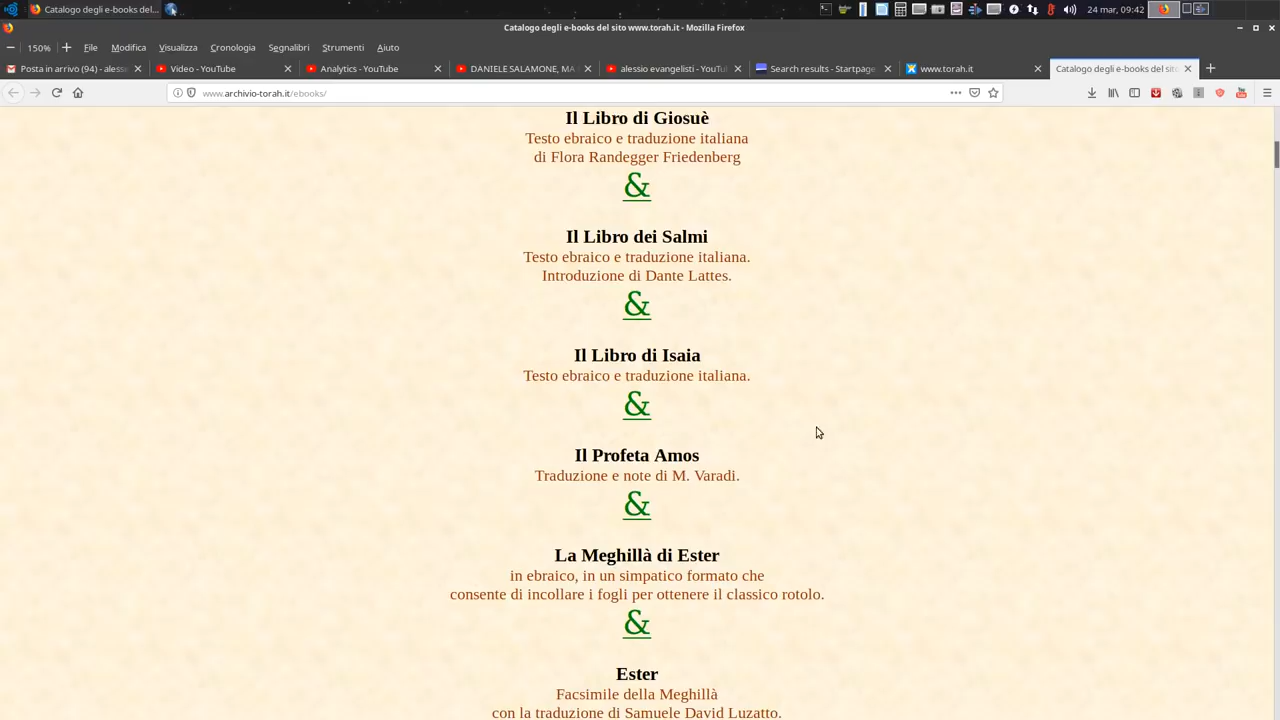 Catalogo degli e-books del...
24 mar, 09:42
Catalogo degli e-books del sito www.torah.it - Mozilla Firefox
150%
File
Modifica
Visualizza
Cronologia
Segnalibri
Strumenti
Aiuto
Posta in arrivo (94) - aless
Video - YouTube
Analytics - YouTube
DANIELE SALAMONE, MA
alessio evangelisti - YouTu
Search results - Startpage
www.torah.it
Catalogo degli e-books del sit
www.archivio-torah.it/ebooks/
Il Libro di Giosuè
Testo ebraico e traduzione italiana
di Flora Randegger Friedenberg
&
Il Libro dei Salmi
Testo ebraico e traduzione italiana.
Introduzione di Dante Lattes.
&
Il Libro di Isaia
Testo ebraico e traduzione italiana.
&
Il Profeta Amos
Traduzione e note di M. Varadi.
&
La Meghillà di Ester
in ebraico, in un simpatico formato che
consente di incollare i fogli per ottenere il classico rotolo.
&
Ester
Facsimile della Meghillà
con la traduzione di Samuele David Luzatto.